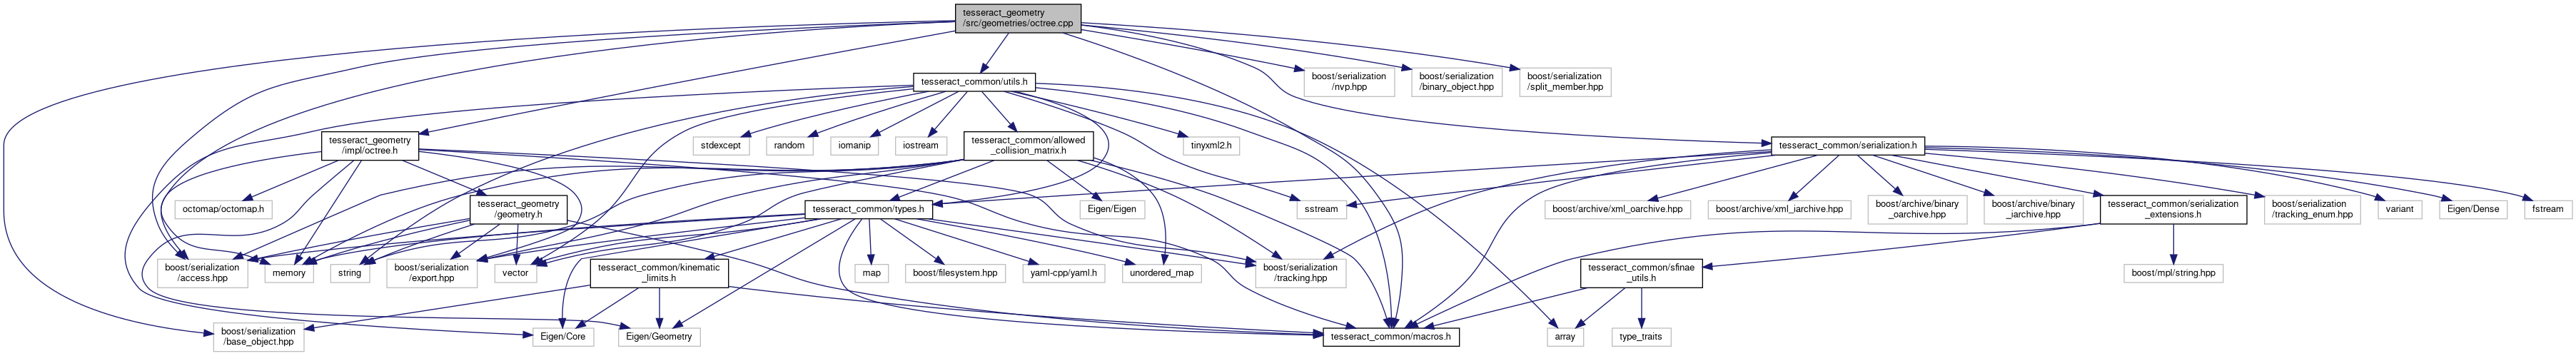 tesseract_geometry
/src/geometries/octree.cpp
tesseract_common/utils.h
boost/serialization
/nvp.hpp
boost/serialization
/binary_object.hpp
boost/serialization
/split_member.hpp
tesseract_geometry
/impl/octree.h
stdexcept
random
iomanip
iostream
tesseract_common/allowed
_collision_matrix.h
tinyxml2.h
tesseract_common/serialization.h
octomap/octomap.h
tesseract_geometry
/geometry.h
tesseract_common/types.h
Eigen/Eigen
sstream
boost/archive/xml_oarchive.hpp
boost/archive/xml_iarchive.hpp
boost/archive/binary
_oarchive.hpp
boost/archive/binary
_iarchive.hpp
tesseract_common/serialization
_extensions.h
boost/serialization
/tracking_enum.hpp
variant
Eigen/Dense
fstream
boost/serialization
/access.hpp
memory
string
boost/serialization
/export.hpp
vector
tesseract_common/kinematic
_limits.h
map
boost/filesystem.hpp
yaml-cpp/yaml.h
unordered_map
boost/serialization
/tracking.hpp
tesseract_common/sfinae
_utils.h
boost/mpl/string.hpp
boost/serialization
/base_object.hpp
Eigen/Core
Eigen/Geometry
tesseract_common/macros.h
array
type_traits